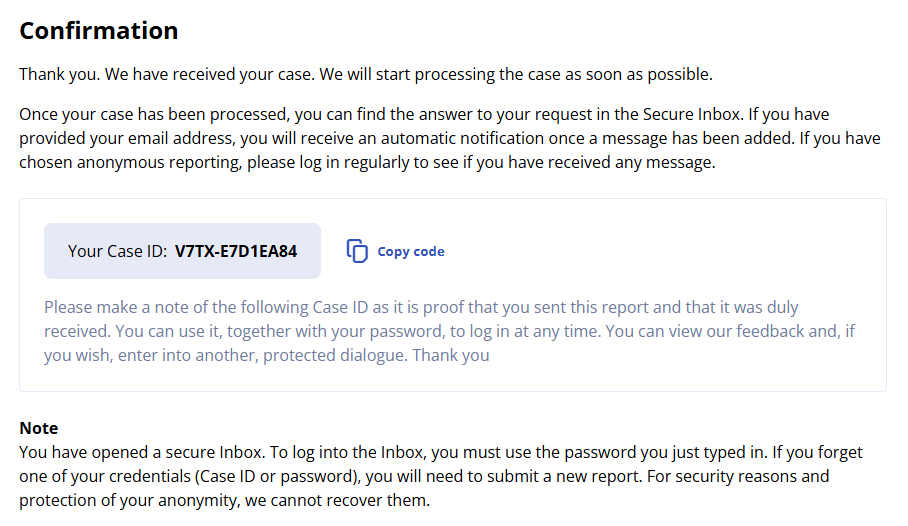 Confirmation
Thank you. We have received your case. We will start processing the case as soon as possible.
Once your case has been processed, you can find the answer to your request in the Secure Inbox. If you have
provided your email address, you will receive an automatic notification once a message has been added. If you have
chosen anonymous reporting, please log in regularly to see if you have received any message.
Your Case ID: V7TX-E7D1EA84
Copy code
Please make a note of the following Case ID as it is proof that you sent this report and that it was duly
received. You can use it, together with your password, to log in at any time. You can view our feedback and, if
you wish, enter into another, protected dialogue. Thank you
Note
You have opened a secure Inbox. To log into the Inbox, you must use the password you just typed in. If you forget
one of your credentials (Case ID or password), you will need to submit a new report. For security reasons and
protection of your anonymity, we cannot recover them.